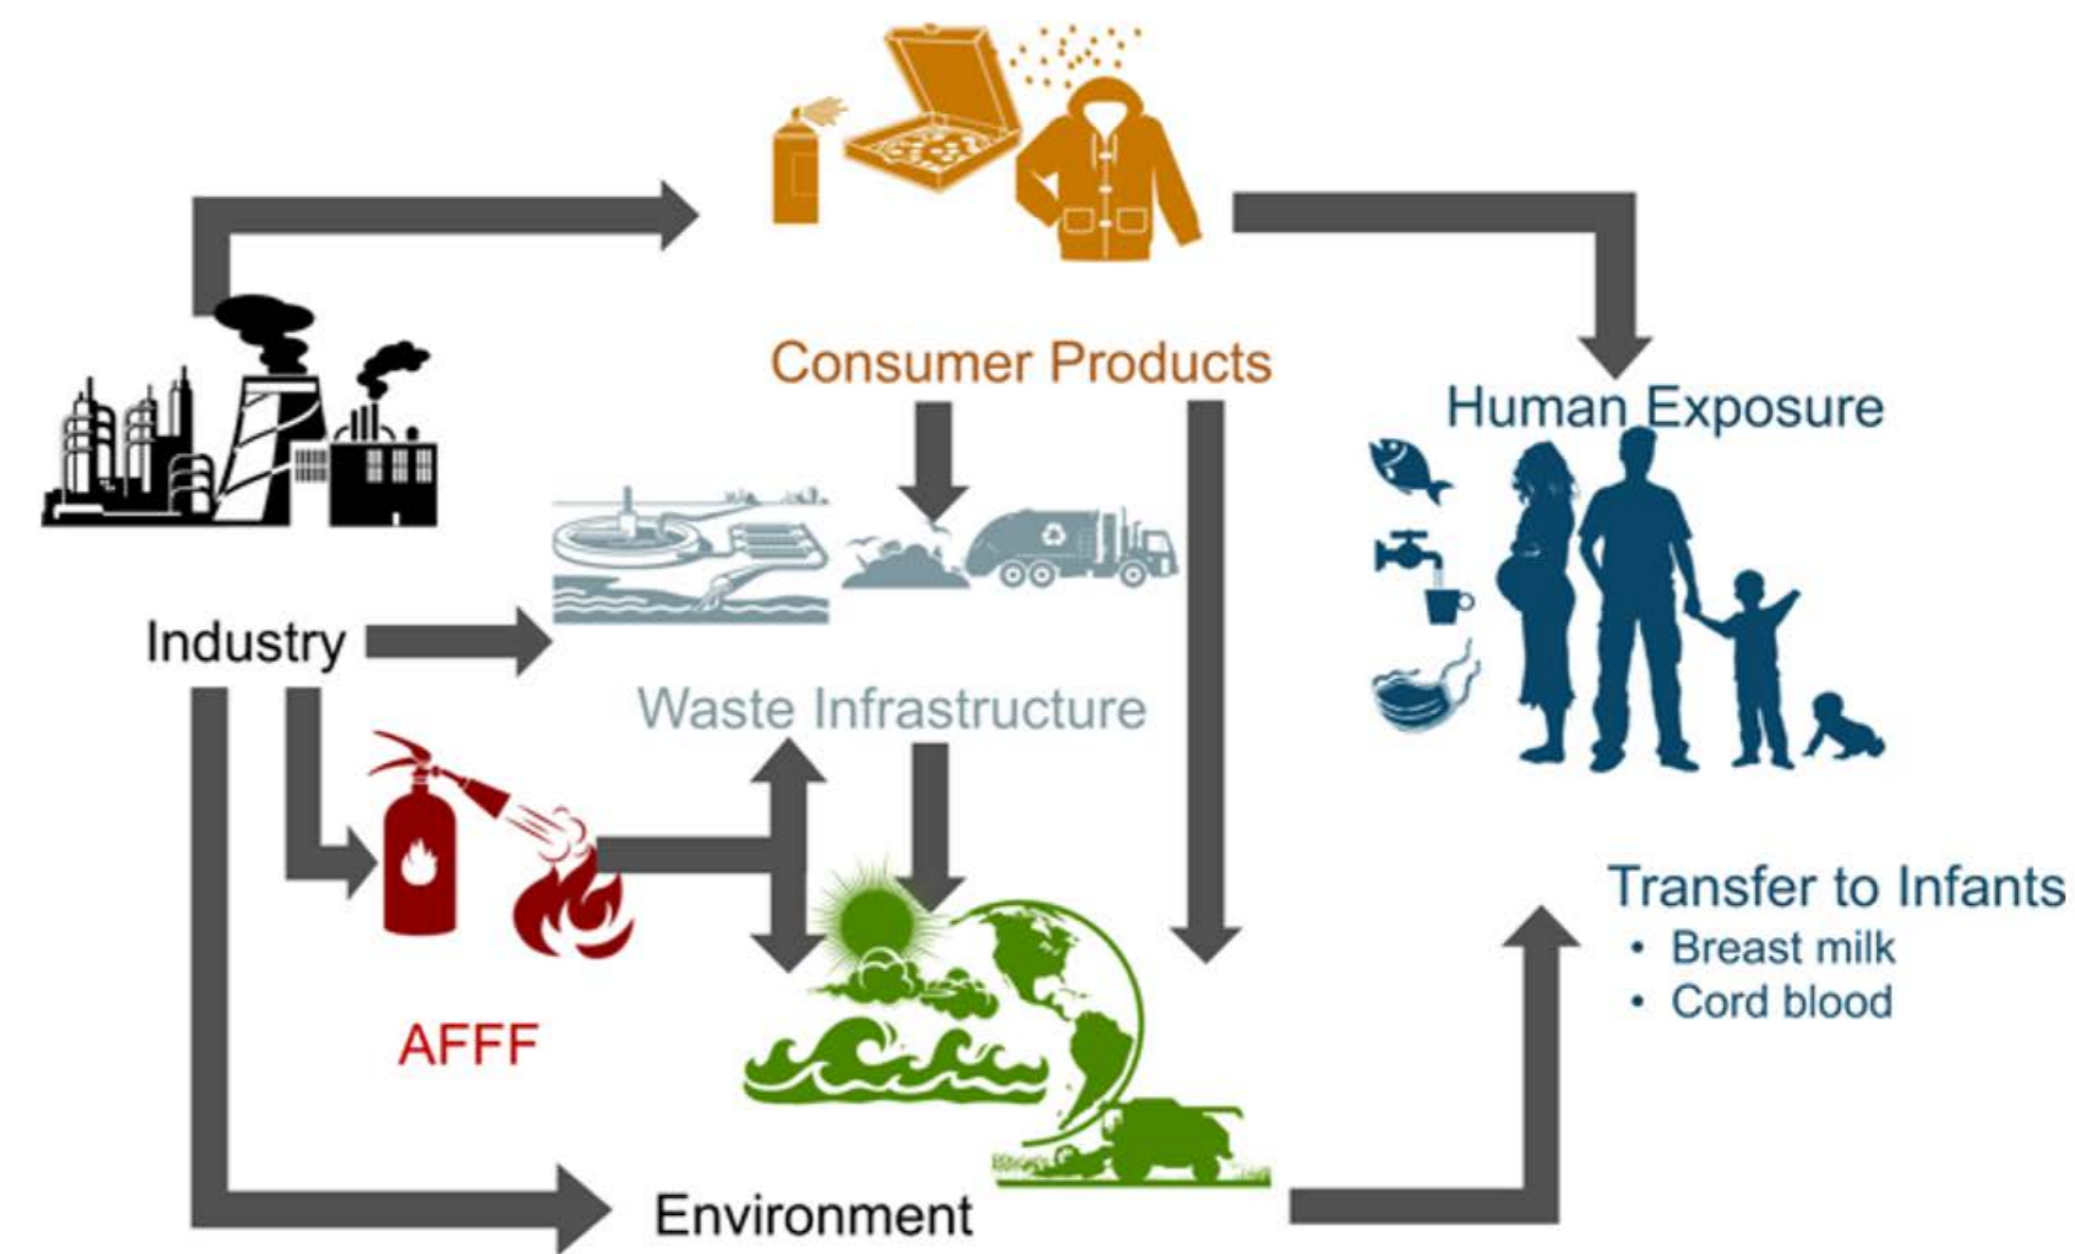 Consumer Products
Human Exposure
Industry
Waste Infrastructure
Transfer to Infants
• Breast milk
• Cord blood
AFFF
Environment